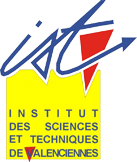 ist
INSTITUT
DES SCIENCES
ET TECHNIQUES
DE VALENCIENNES